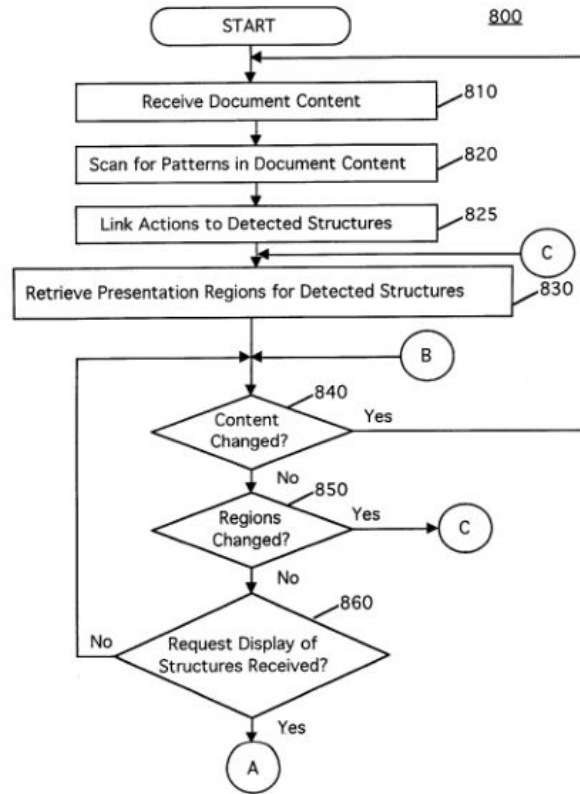 START
800
Receive Document Content
810
Scan for Patterns in Document Content
820
Link Actions to Detected Structures
825
C
Retrieve Presentation Regions for Detected Structures
830
B
840
Content
Changed?
Yes
No
850
Regions
Changed?
Yes
C
No
860
No
Request Display of
Structures Received?
Yes
A